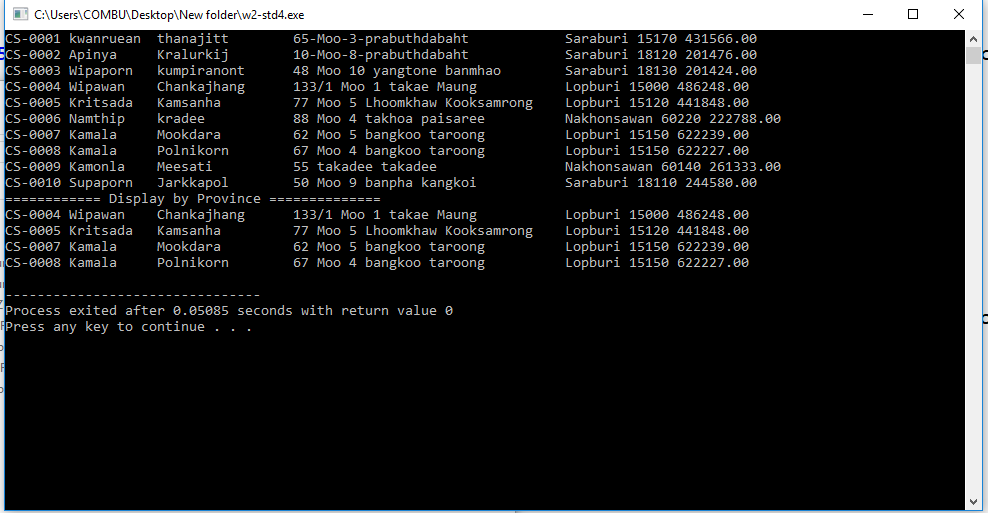 C:\Users\COMBU\Desktop\New folder\w2-std4.exe
CS-0001 kwanruean thanajitt 65-Moo-3-prabuthdabaht Saraburi 15170 431566.00
CS-0002 Apinya Kralurkij 10-Moo-8-prabuthdabaht Saraburi 18120 201476.00
CS-0003 Wipaporn kumpiranont 48 Moo 10 yangtone banmhao Saraburi 18130 201424.00
CS-0004 Wipawan Chankajhang 133/1 Moo 1 takae Maung Lopburi 15000 486248.00
CS-0005 Kritsada Kamsanha 77 Moo 5 Lhoomkhaw Kooksamrong Lopburi 15120 441848.00
CS-0006 Namthip kradee 88 Moo 4 takhoa paisaree Nakhonsawan 60220 222788.00
CS-0007 Kamala Mookdara 62 Moo 5 bangkoo taroong Lopburi 15150 622239.00
CS-0008 Kamala Polnikorn 67 Moo 4 bangkoo taroong Lopburi 15150 622227.00
CS-0009 Kamonla Meesati 55 takadee takadee Nakhonsawan 60140 261333.00
CS-0010 Supaporn Jarkkapol 50 Moo 9 banpha kangkoi Saraburi 18110 244580.00
============ Display by Province ==============
CS-0004 Wipawan Chankajhang 133/1 Moo 1 takae Maung Lopburi 15000 486248.00
CS-0005 Kritsada Kamsanha 77 Moo 5 Lhoomkhaw Kooksamrong Lopburi 15120 441848.00
CS-0007 Kamala Mookdara 62 Moo 5 bangkoo taroong Lopburi 15150 622239.00
CS-0008 Kamala Polnikorn 67 Moo 4 bangkoo taroong Lopburi 15150 622227.00
--------------------------------
Process exited after 0.05085 seconds with return value 0
Press any key to continue . . .